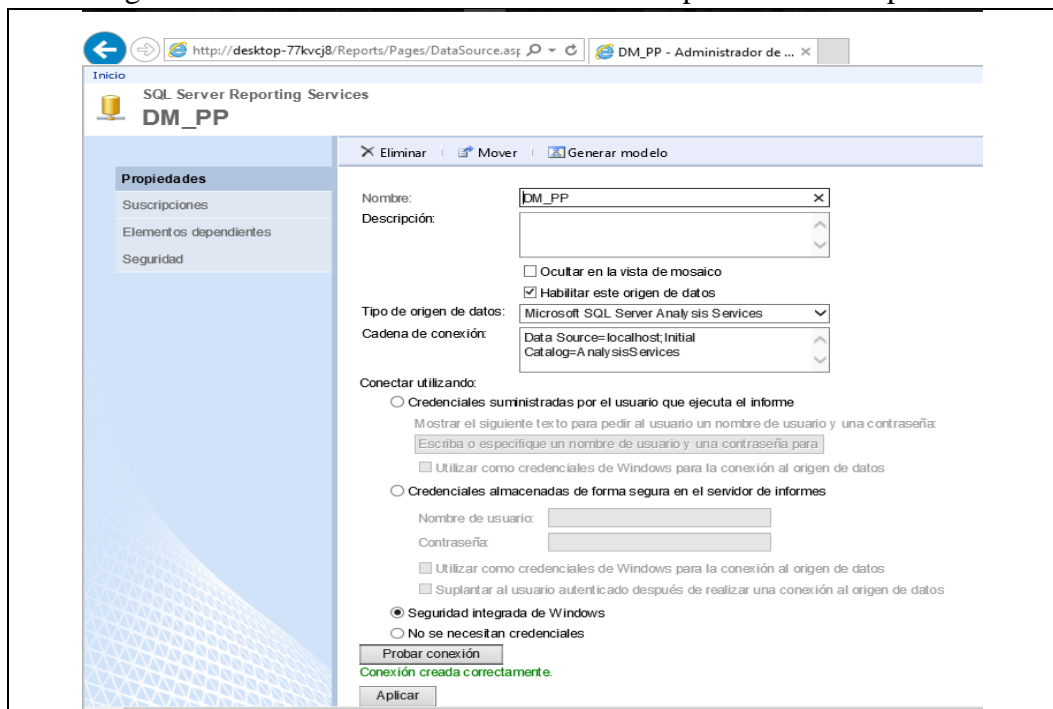 http://desktop-77kvcj8/Reports/Pages/DataSource.asp
DM_PP - Administrador de ...
Inicio
SQL Server Reporting Services
DM_PP
Eliminar
Mover
Generar modelo
Propiedades
Suscripciones
Elementos dependientes
Seguridad
Nombre: DM_PP
Descripción:
Ocultar en la vista de mosaico
Habilitar este origen de datos
Tipo de origen de datos: Microsoft SQL Server Analysis Services
Cadena de conexión: Data Source=localhost;Initial
Catalog=AnalysisServices
Conectar utilizando:
Credenciales suministradas por el usuario que ejecuta el informe
Mostrar el siguiente texto para pedir al usuario un nombre de usuario y una contraseña:
Escriba o especifique un nombre de usuario y una contraseña para
Utilizar como credenciales de Windows para la conexión al origen de datos
Credenciales almacenadas de forma segura en el servidor de informes
Nombre de usuario:
Contraseña:
Utilizar como credenciales de Windows para la conexión al origen de datos
Suplantar al usuario autenticado después de realizar una conexión al origen de datos
Seguridad integrada de Windows
No se necesitan credenciales
Probar conexión
Conexión creada correctamente.
Aplicar